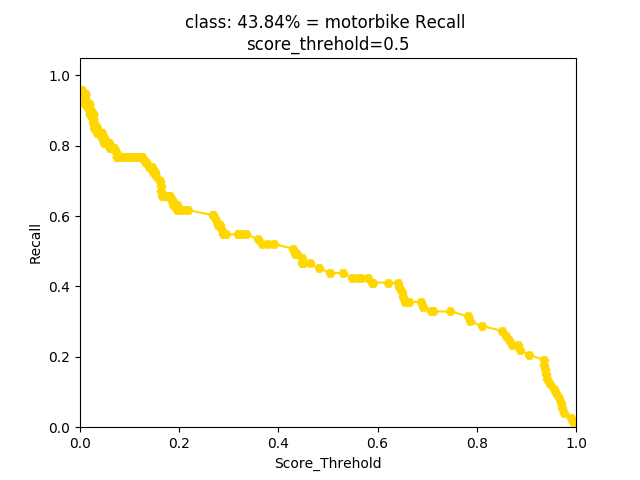 class: 43.84% = motorbike Recall
score_threhold=0.5
1.0
0.8
0.6
0.4
0.2
0.0
Recall
0.0 0.2 0.4 0.6 0.8 1.0
Score_Threhold